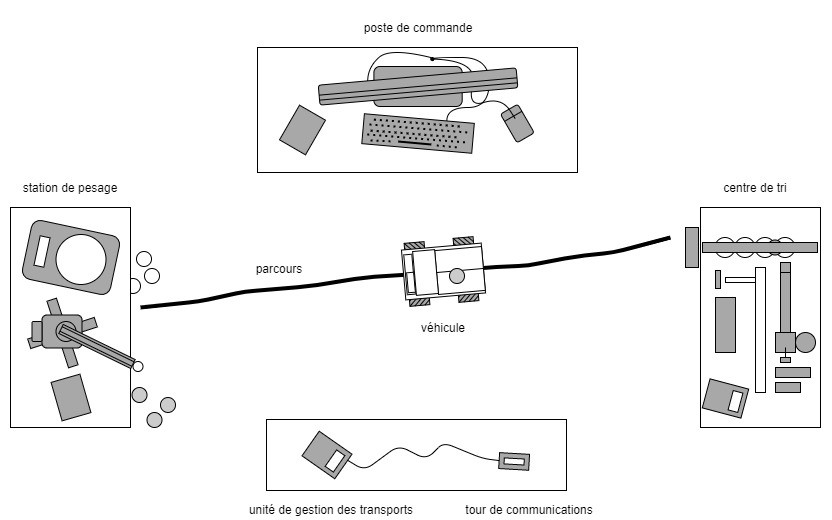 poste de commande
station de pesage
centre de tri
parcours
véhicule
unité de gestion des transports
tour de communications